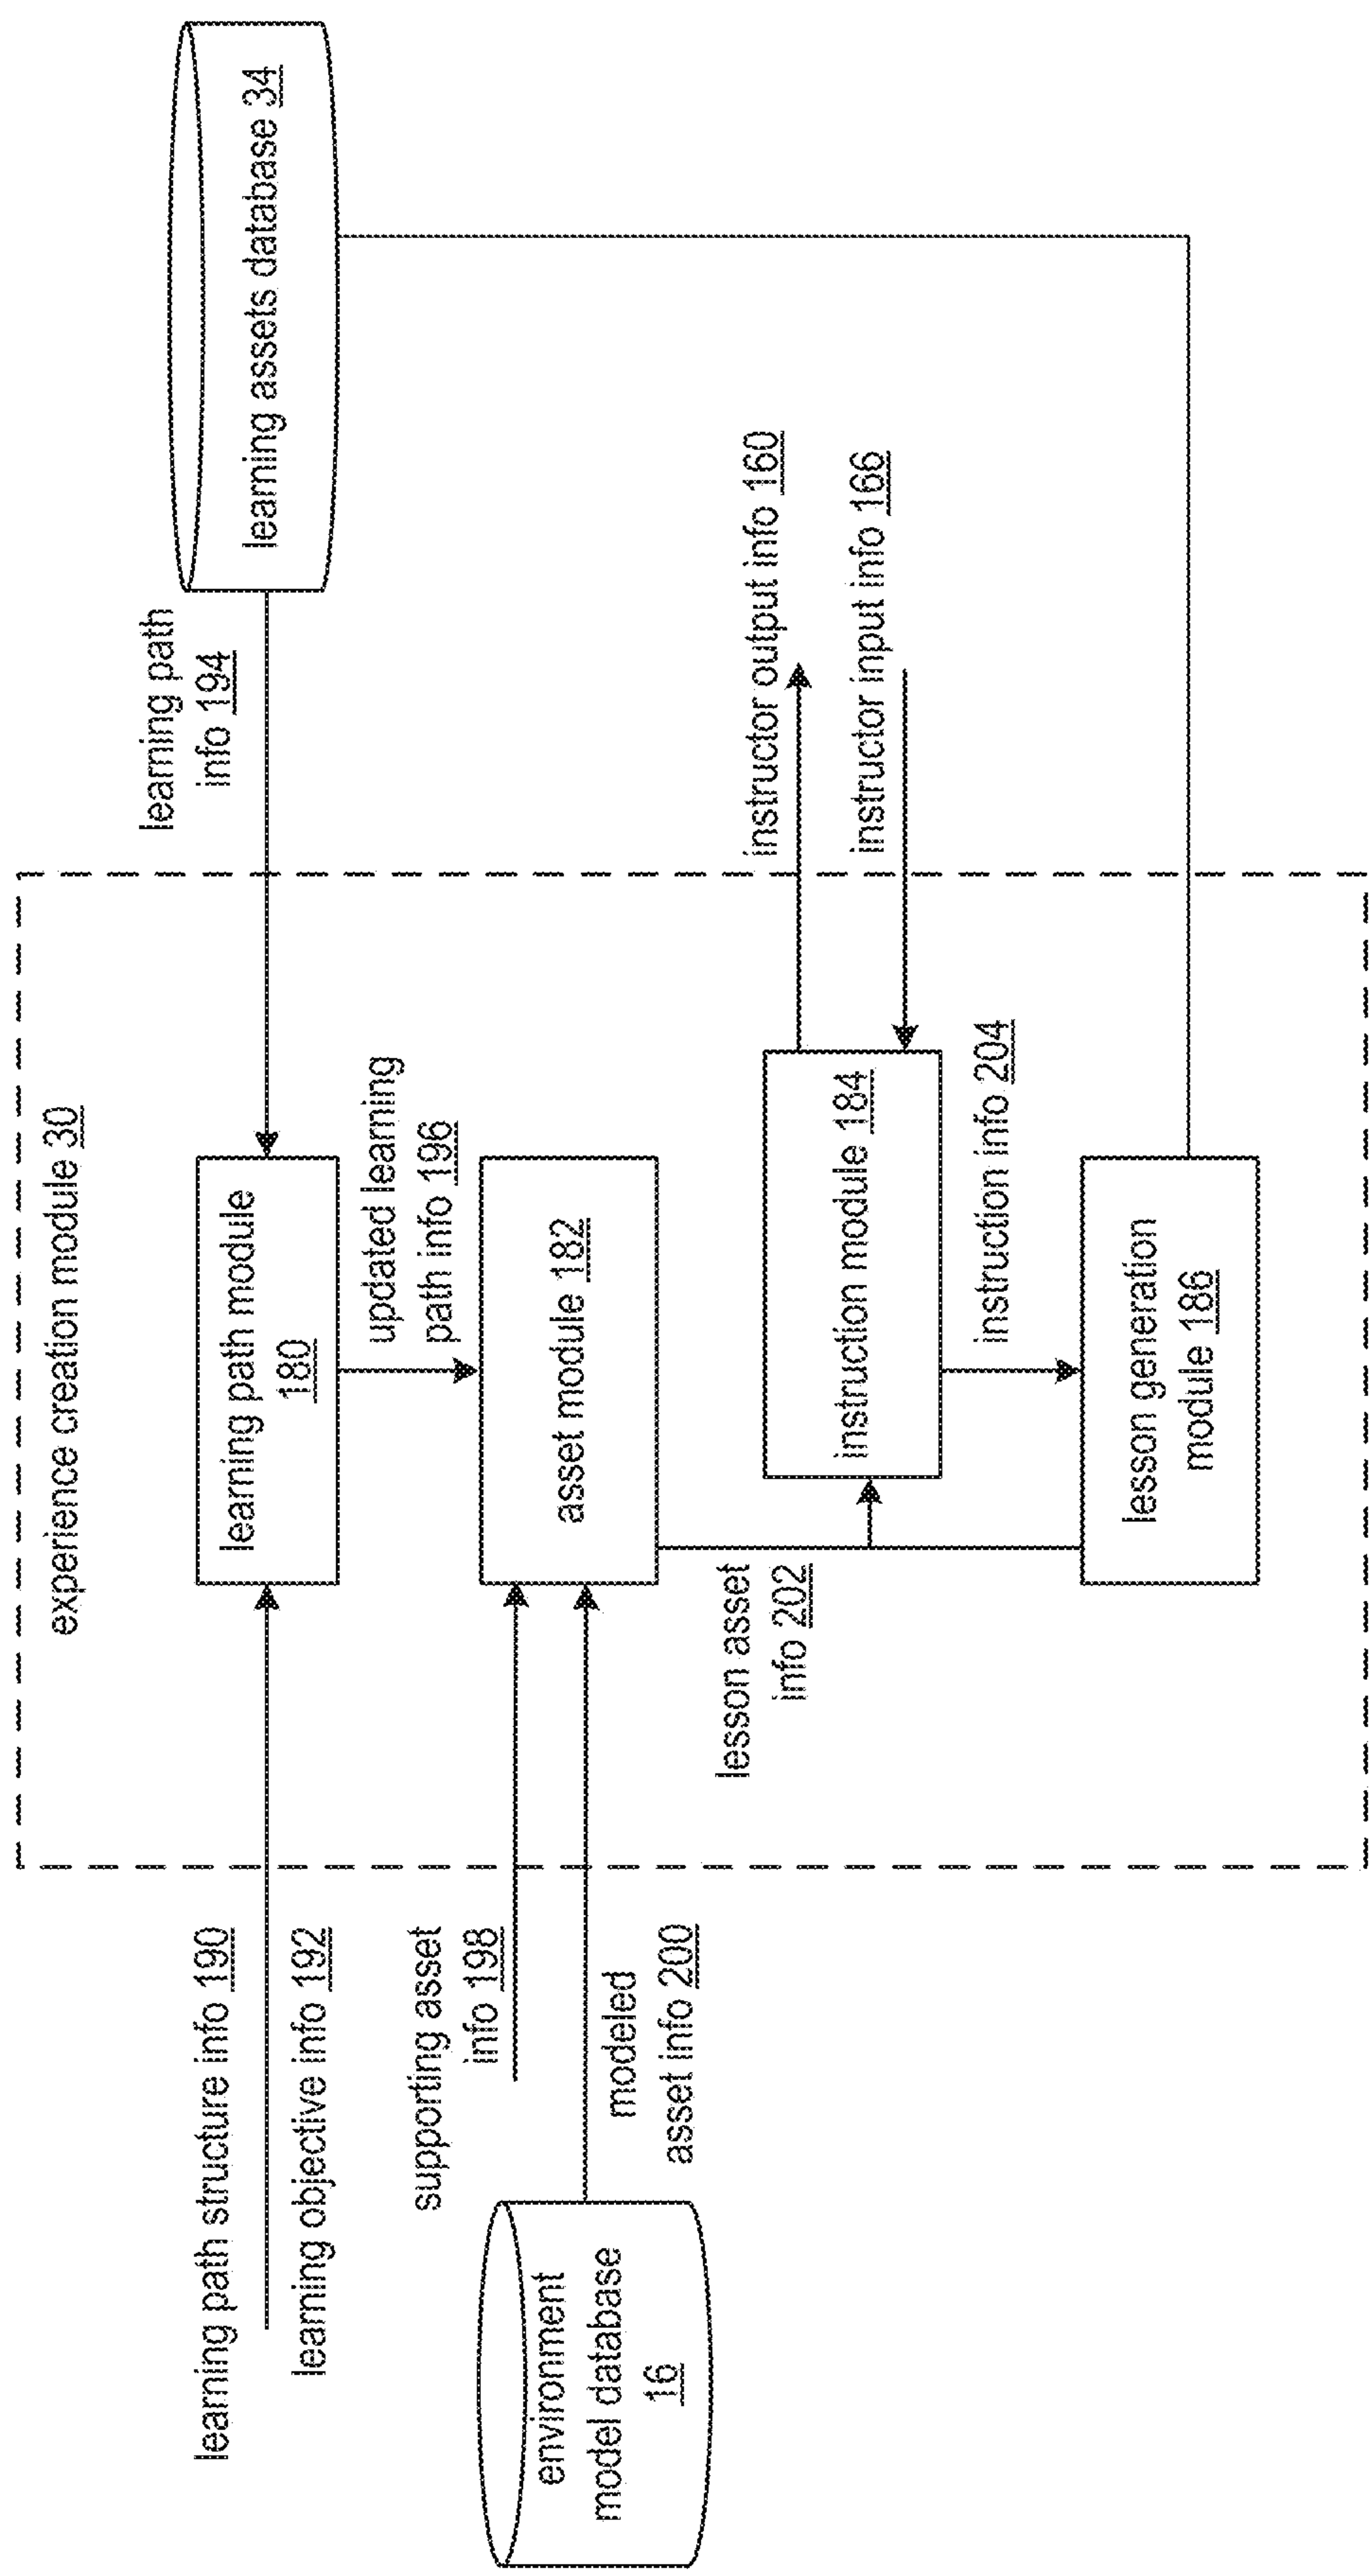 experience creation module 30
learning path structure info 190
learning objective info 192
learning path module
180
learning path
info 194
learning assets database 34
updated learning
path info 196
supporting asset
info 198
modeled
asset info 200
environment
model database
16
asset module 182
lesson asset
info 202
instruction module 184
instructor output info 160
instructor input info 166
instruction info 204
lesson generation
module 186